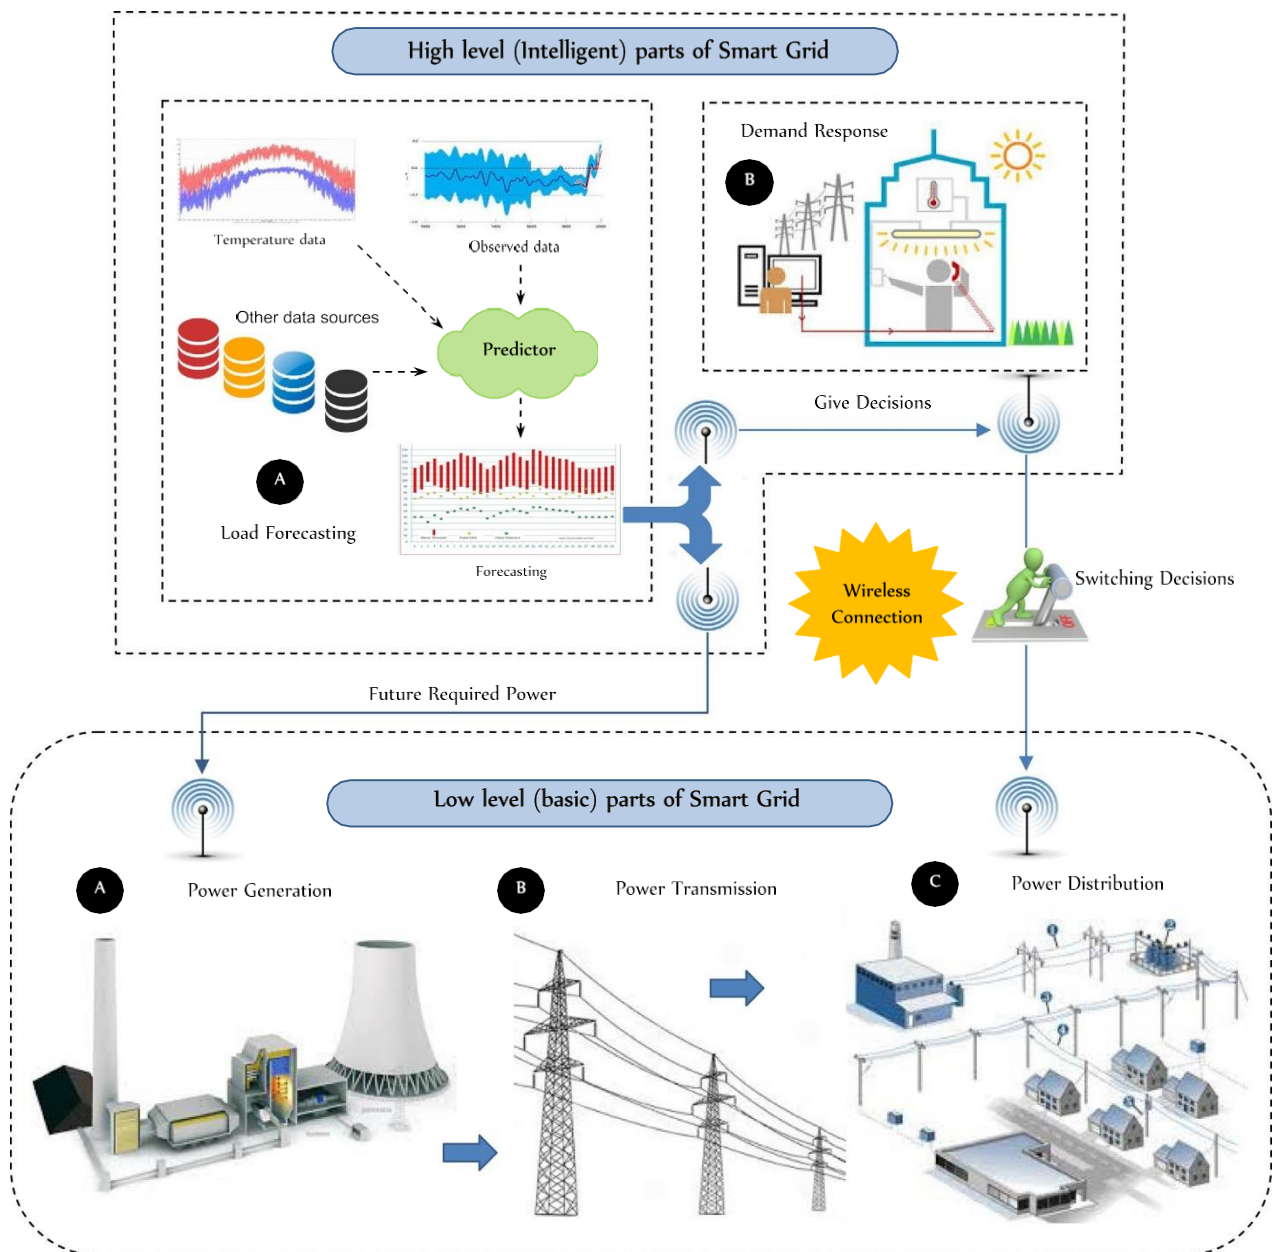 High level (Intelligent) parts of Smart Grid
Temperature data
Observed data
Other data sources
Predictor
A
Load Forecasting
Forecasting
Demand Response
B
Give Decisions
Wireless
Connection
Switching Decisions
OFF
Future Required Power
Low level (basic) parts of Smart Grid
A
Power Generation
B
Power Transmission
C
Power Distribution